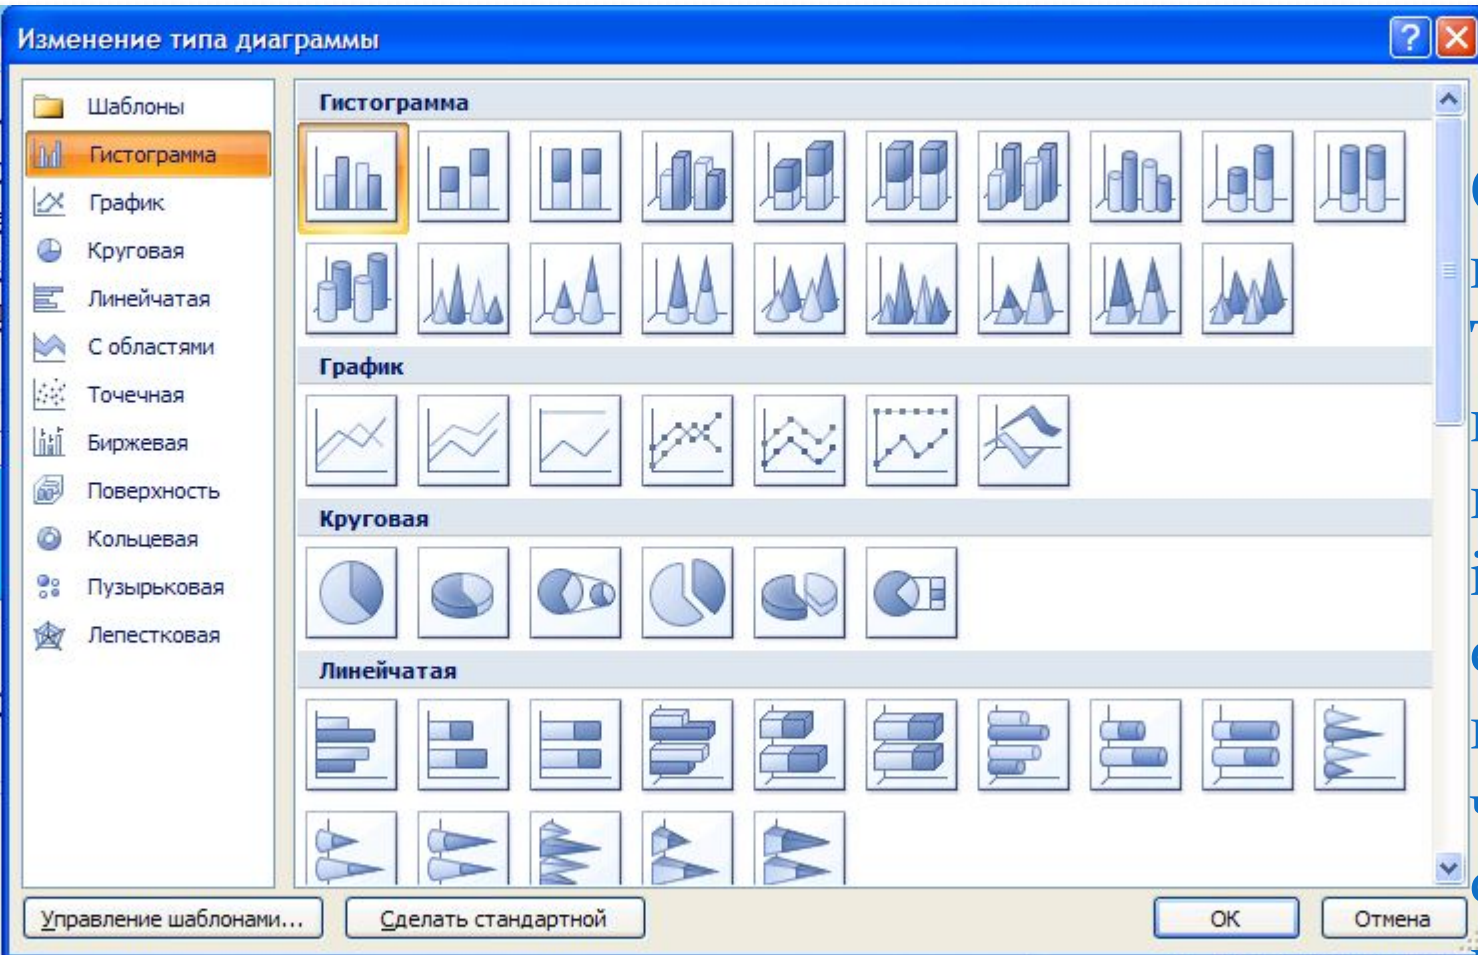 Изменение типа диаграммы
Шаблоны
Гистограмма
График
Круговая
Линейчатая
С областями
Точечная
Биржевая
Поверхность
Кольцевая
Пузырьковая
Лепестковая
Гистограмма
График
Круговая
Линейчатая
Управление шаблонами...
Сделать стандартной
ОК
Отмена